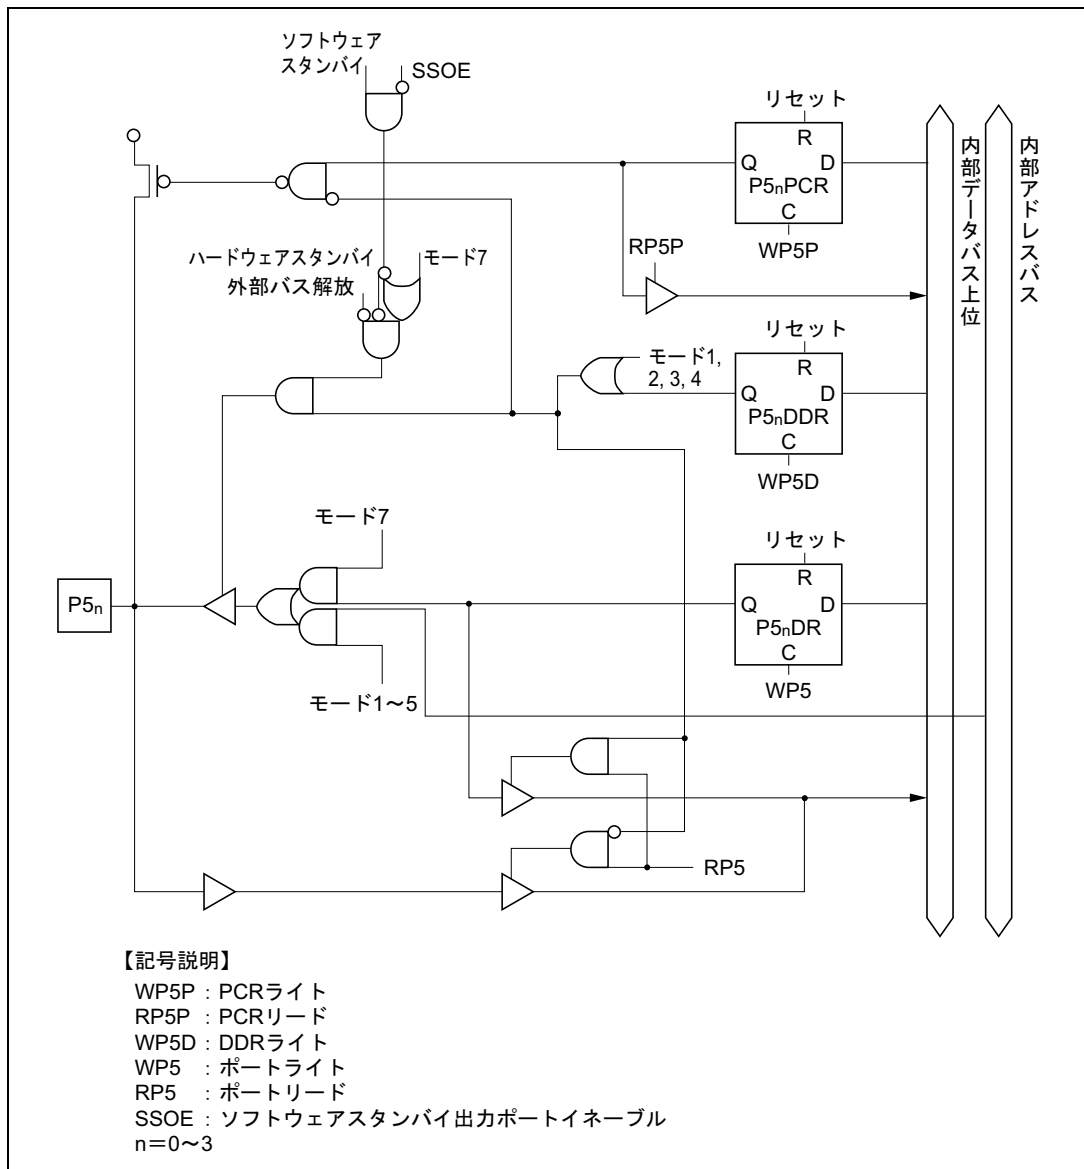 ソフトウェア
スタンバイ
SSOE
リセット
R
Q
D
P5nPCR
C
WP5P
RP5P
ハードウェアスタンバイ
外部バス解放
モード7
内部データバス上位
内部アドレスバス
リセット
R
モード1,
2, 3, 4
Q
D
P5nDDR
C
WP5D
モード7
リセット
R
P5n
Q
D
P5nDR
C
WP5
モード1～5
RP5
【記号説明】
WP5P : PCRライト
RP5P : PCRリード
WP5D : DDRライト
WP5 : ポートライト
RP5 : ポートリード
SSOE : ソフトウェアスタンバイ出力ポートイネーブル
n＝0～3